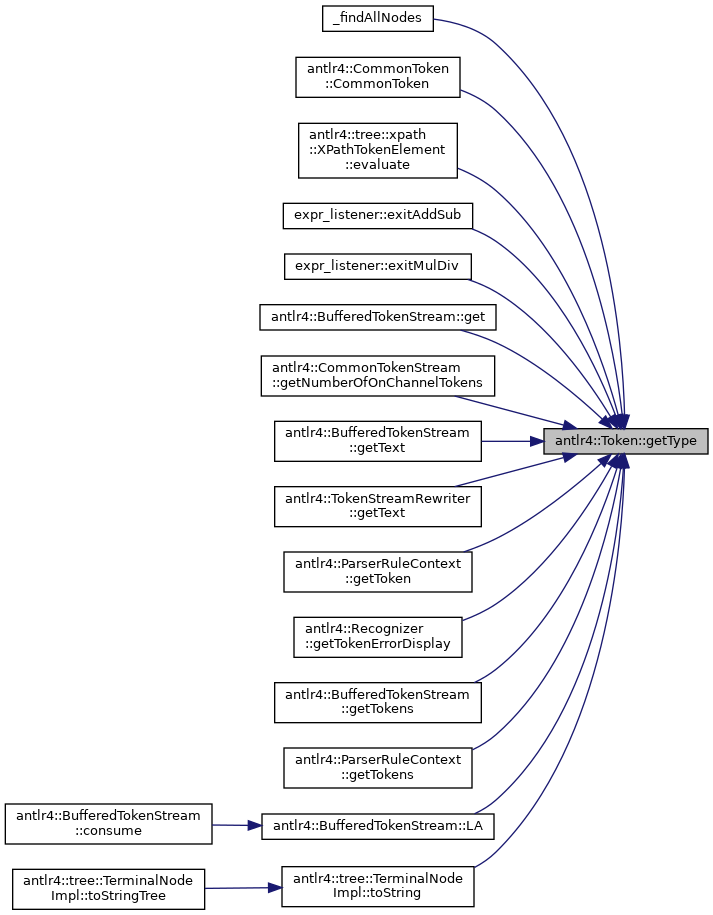 _findAllNodes
antlr4::CommonToken
::CommonToken
antlr4::tree::xpath
::XPathTokenElement
::evaluate
expr_listener::exitAddSub
expr_listener::exitMulDiv
antlr4::BufferedTokenStream::get
antlr4::CommonTokenStream
::getNumberOfOnChannelTokens
antlr4::Token::getType
antlr4::BufferedTokenStream
::getText
antlr4::TokenStreamRewriter
::getText
antlr4::ParserRuleContext
::getToken
antlr4::Recognizer
::getTokenErrorDisplay
antlr4::BufferedTokenStream
::getTokens
antlr4::ParserRuleContext
::getTokens
antlr4::BufferedTokenStream
::consume
antlr4::BufferedTokenStream::LA
antlr4::tree::TerminalNode
Impl::toStringTree
antlr4::tree::TerminalNode
Impl::toString